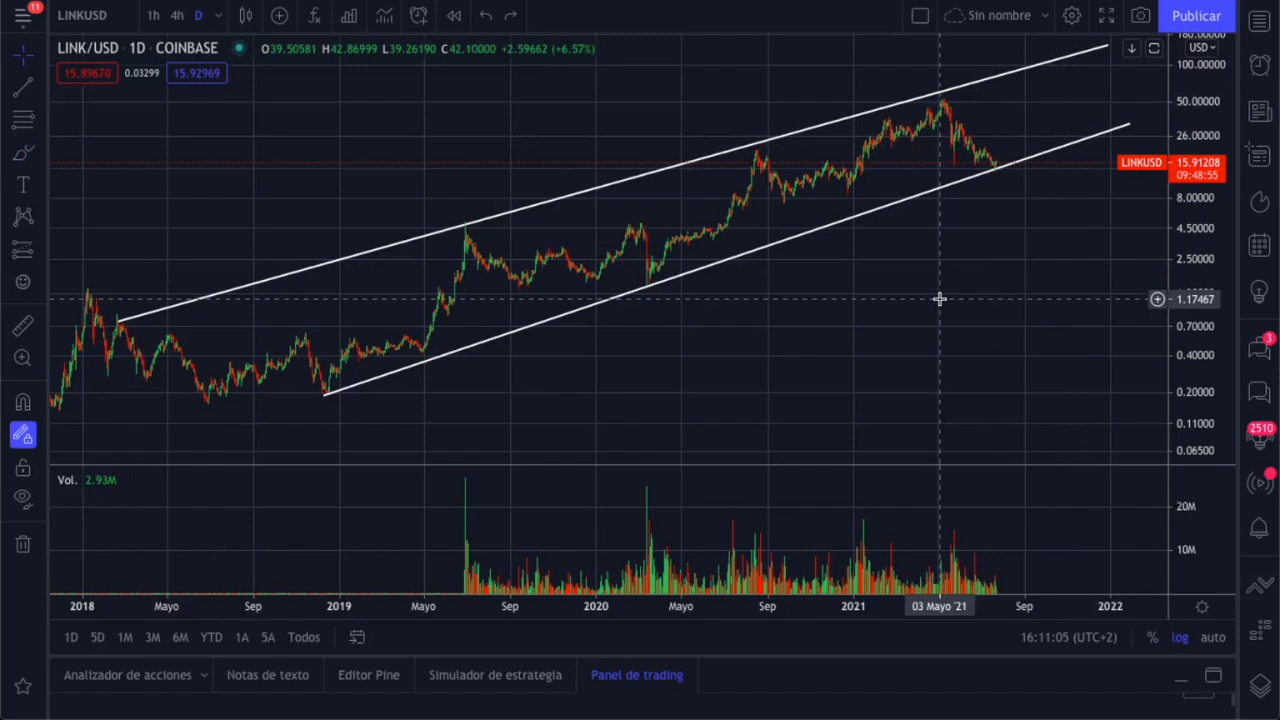 11
LINKUSD 1h 4h D Sin nombre Publicar
LINK/USD · 1D · COINBASE O39.50581 H42.86999 L39.26190 C42.10000 +2.59662 (+6.57%)
15.89670 0.03299 15.92969
USD
180.00000
100.00000
50.00000
26.00000
LINKUSD 15.91208
09:48:55
8.00000
4.50000
2.50000
1.17467
0.70000
0.40000
0.20000
0.11000
0.06500
3
2510
Vol. 2.93M
20M
10M
2018 Mayo Sep 2019 Mayo Sep 2020 Mayo Sep 2021 03 Mayo '21 Sep 2022
1D 5D 1M 3M 6M YTD 1A 5A Todos 16:11:05 (UTC+2) % log auto
Analizador de acciones Notas de texto Editor Pine Simulador de estrategia Panel de trading